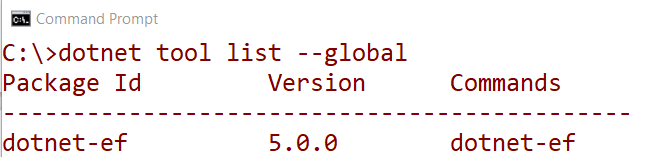 Command Prompt
C:\>dotnet tool list --global
Package Id         Version        Commands
---------------------------------------------
dotnet-ef          5.0.0          dotnet-ef